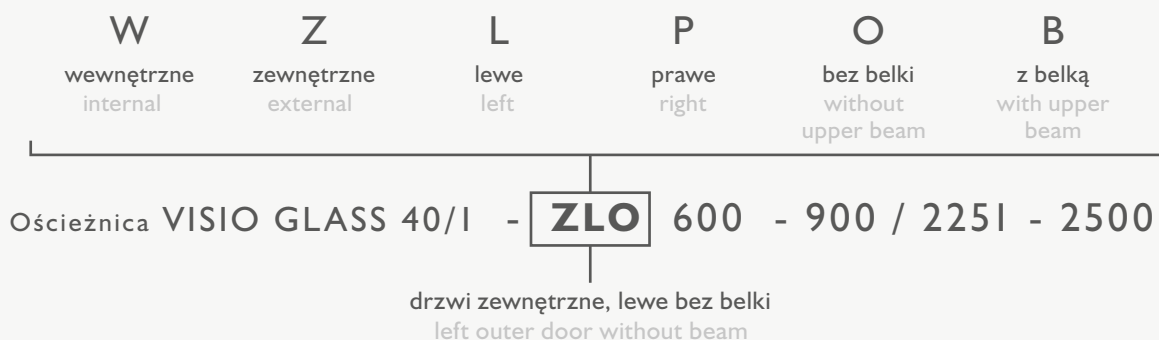 W Z L P O B
wewnętrzne zewnętrzne lewe prawe bez belki z belką
internal external left right without with upper
upper beam beam
Ościeżnica VISIO GLASS 40/1 - ZLO 600 - 900 / 2251 - 2500
drzwi zewnętrzne, lewe bez belki
left outer door without beam